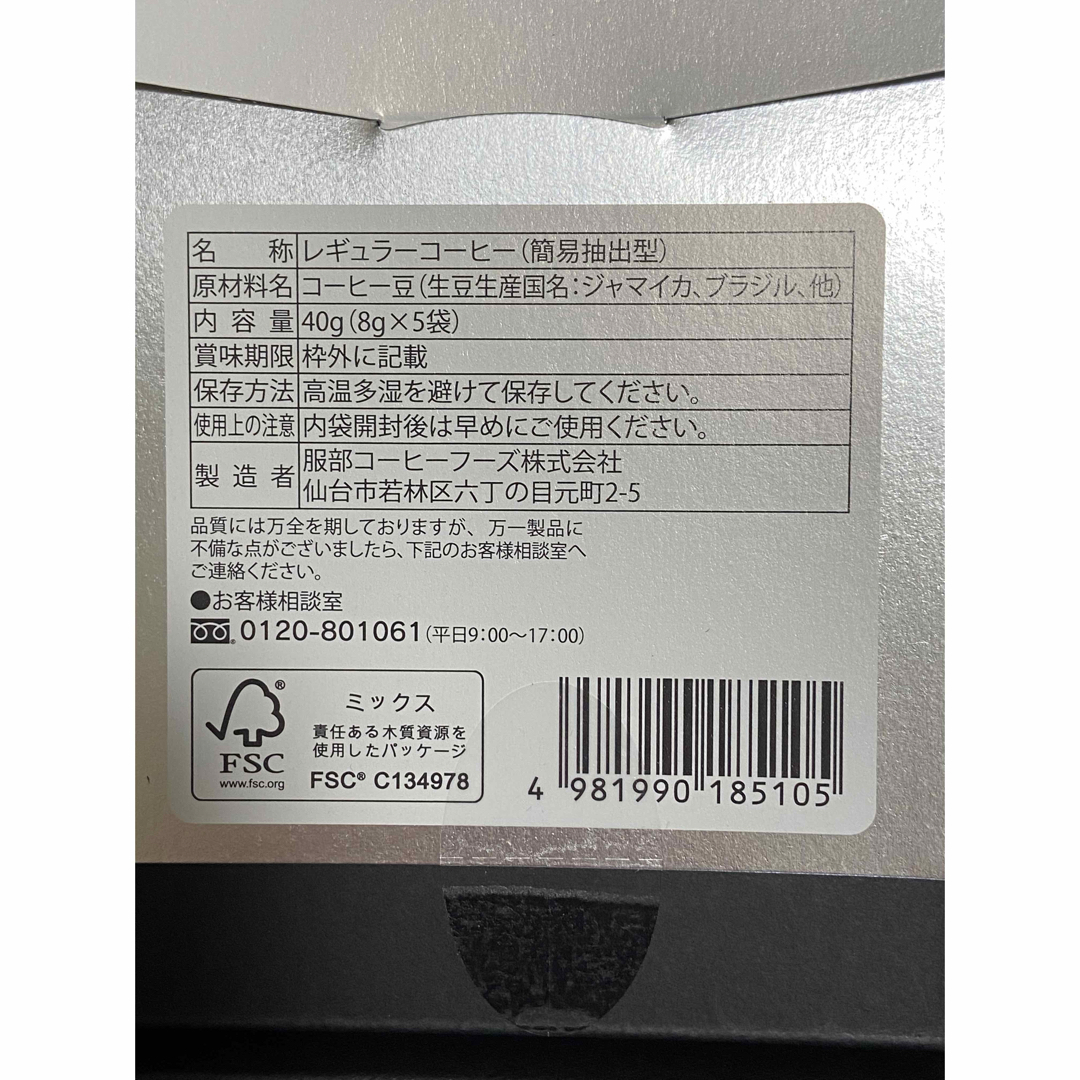 名称 レギュラーコーヒー(簡易抽出型)
原材料名 コーヒー豆(生豆生産国名:ジャマイカ、ブラジル、他)
内容量 40g(8g×5袋)
賞味期限 枠外に記載
保存方法 高温多湿を避けて保存してください。
使用上の注意 内袋開封後は早めにご使用ください。
製造者 服部コーヒーフーズ株式会社
仙台市若林区六丁の目元町2-5
品質には万全を期しておりますが、万一製品に
不備な点がございましたら、下記のお客様相談室へ
ご連絡ください。
●お客様相談室
0120-801061(平日9:00〜17:00)
ミックス
責任ある木質資源を
使用したパッケージ
FSC® C134978
®
FSC
www.fsc.org
4 981990 185105